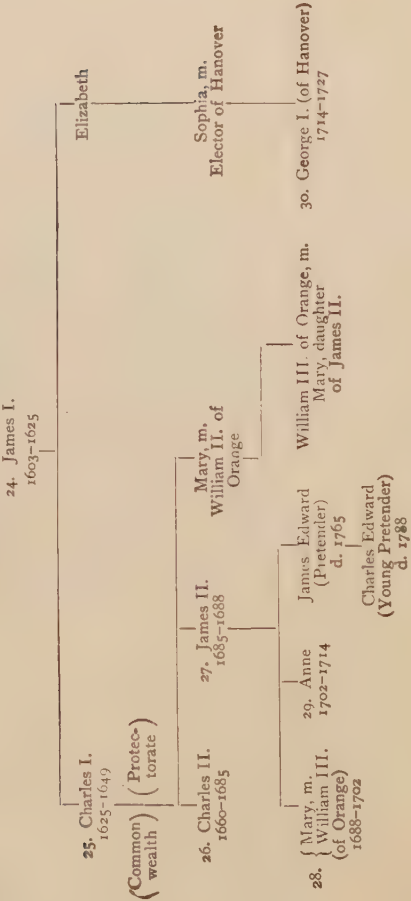 24. James I.
1603-1625
25. Charles I.
1625-1649
Elizabeth
(Common)
wealth
(Protec-)
torate
26. Charles II.
1660-1685
27. James II.
1685-1688
Mary, m.
William II. of
Orange
Sophia, m.
Elector of Hanover
28. { Mary, m.
William III.
(of Orange)
1688-1702
29. Anne
1702-1714
James Edward
(Pretender)
d. 1765
William III. of Orange, m.
Mary, daughter
of James II.
30. George I. (of Hanover)
1714-1727
Charles Edward
(Young Pretender)
d. 1788